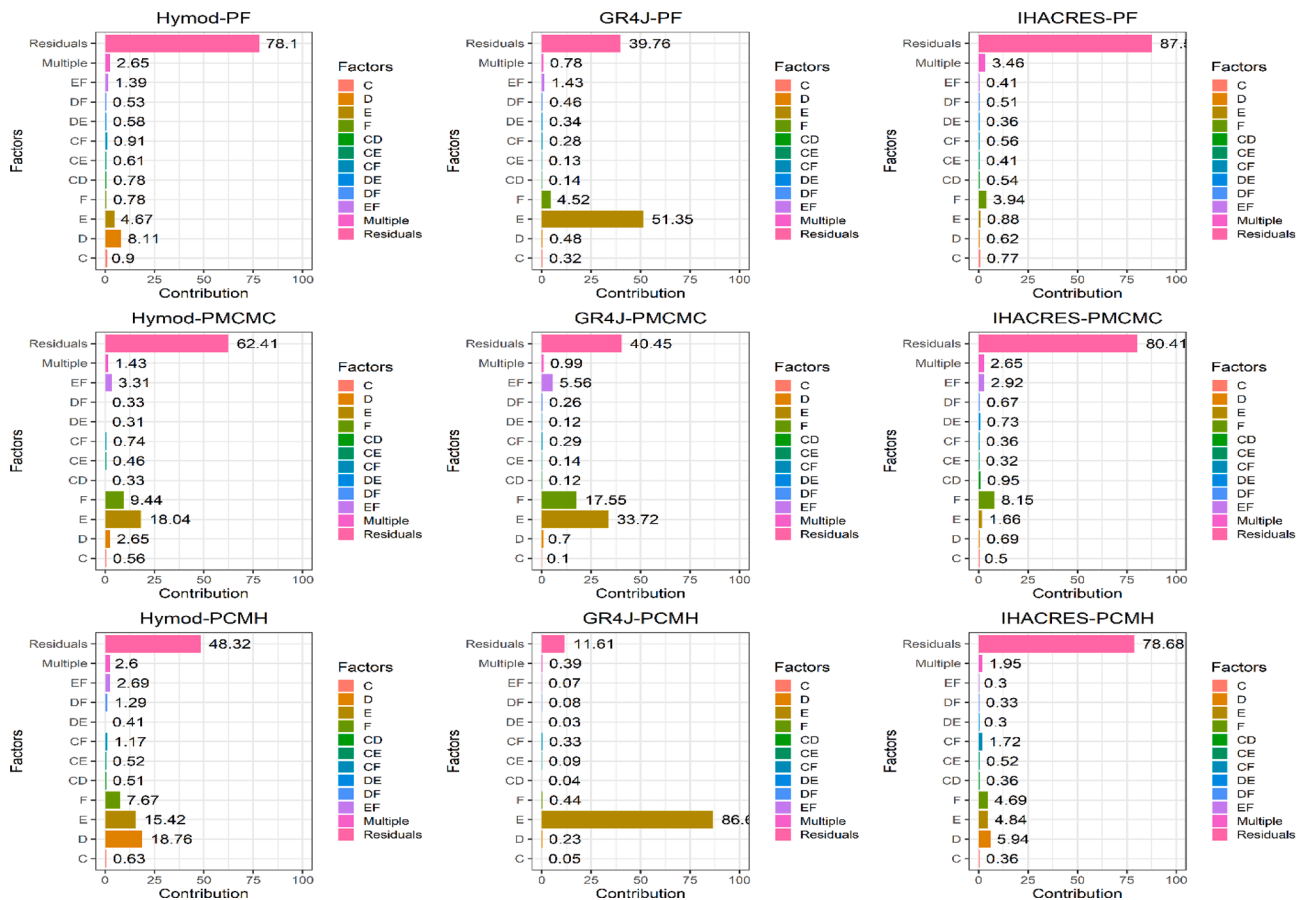 Hymod-PF
Factors
Residuals 78.1
Multiple 2.65
EF 1.39
DF 0.53
DE 0.58
CF 0.91
CE 0.61
CD 0.78
F 0.78
E 4.67
D 8.11
C 0.9
0 25 50 75 100
Contribution
Factors
C
D
E
F
CD
CE
CF
DE
DF
EF
Multiple
Residuals
GR4J-PF
Factors
Residuals 39.76
Multiple 0.78
EF 1.43
DF 0.46
DE 0.34
CF 0.28
CE 0.13
CD 0.14
F 4.52
E 51.35
D 0.48
C 0.32
0 25 50 75 100
Contribution
Factors
C
D
E
F
CD
CE
CF
DE
DF
EF
Multiple
Residuals
IHACRES-PF
Factors
Residuals 87.
Multiple 3.46
EF 0.41
DF 0.51
DE 0.36
CF 0.56
CE 0.41
CD 0.54
F 3.94
E 0.88
D 0.62
C 0.77
0 25 50 75 100
Contribution
Factors
C
D
E
F
CD
CE
CF
DE
DF
EF
Multiple
Residuals
Hymod-PMCMC
Factors
Residuals 62.41
Multiple 1.43
EF 3.31
DF 0.33
DE 0.31
CF 0.74
CE 0.46
CD 0.33
F 9.44
E 18.04
D 2.65
C 0.56
0 25 50 75 100
Contribution
Factors
C
D
E
F
CD
CE
CF
DE
DF
EF
Multiple
Residuals
GR4J-PMCMC
Factors
Residuals 40.45
Multiple 0.99
EF 5.56
DF 0.26
DE 0.12
CF 0.29
CE 0.14
CD 0.12
F 17.55
E 33.72
D 0.7
C 0.1
0 25 50 75 100
Contribution
Factors
C
D
E
F
CD
CE
CF
DE
DF
EF
Multiple
Residuals
IHACRES-PMCMC
Factors
Residuals 80.41
Multiple 2.65
EF 2.92
DF 0.67
DE 0.73
CF 0.36
CE 0.32
CD 0.95
F 8.15
E 1.66
D 0.69
C 0.5
0 25 50 75 100
Contribution
Factors
C
D
E
F
CD
CE
CF
DE
DF
EF
Multiple
Residuals
Hymod-PCMH
Factors
Residuals 48.32
Multiple 2.6
EF 2.69
DF 1.29
DE 0.41
CF 1.17
CE 0.52
CD 0.51
F 7.67
E 15.42
D 18.76
C 0.63
0 25 50 75 100
Contribution
Factors
C
D
E
F
CD
CE
CF
DE
DF
EF
Multiple
Residuals
GR4J-PCMH
Factors
Residuals 11.61
Multiple 0.39
EF 0.07
DF 0.08
DE 0.03
CF 0.33
CE 0.09
CD 0.04
F 0.44
E 86.
D 0.23
C 0.05
0 25 50 75 100
Contribution
Factors
C
D
E
F
CD
CE
CF
DE
DF
EF
Multiple
Residuals
IHACRES-PCMH
Factors
Residuals 78.68
Multiple 1.95
EF 0.3
DF 0.33
DE 0.3
CF 1.72
CE 0.52
CD 0.36
F 4.69
E 4.84
D 5.94
C 0.36
0 25 50 75 100
Contribution
Factors
C
D
E
F
CD
CE
CF
DE
DF
EF
Multiple
Residuals